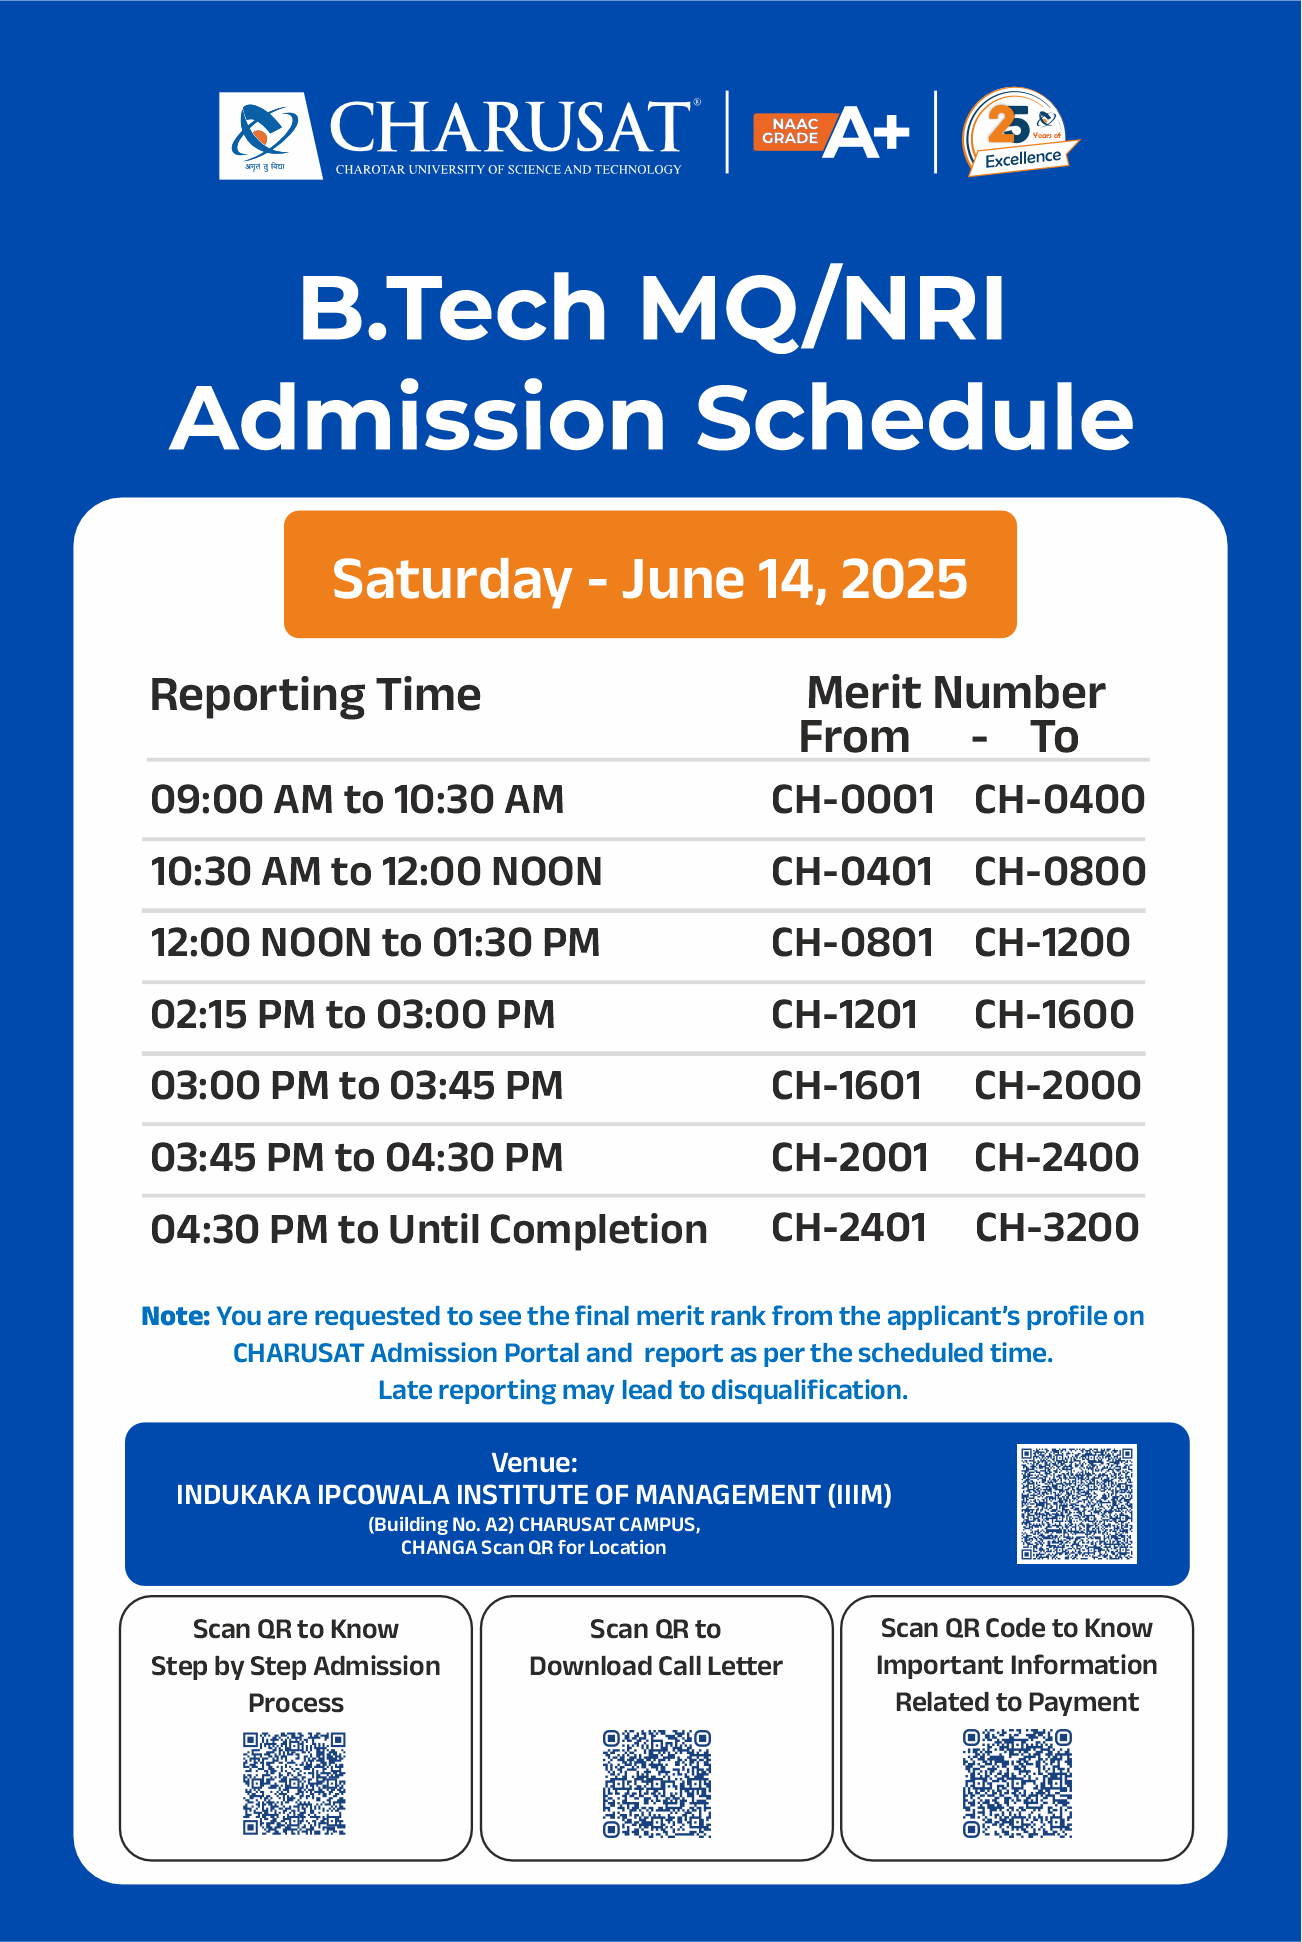 अमृतं तु विद्या
CHARUSAT®
CHAROTAR UNIVERSITY OF SCIENCE AND TECHNOLOGY
NAAC
GRADE
A+
25
Years of
Excellence
B.Tech MQ/NRI
Admission Schedule
Saturday - June 14, 2025
Reporting Time Merit Number
From - To
09:00 AM to 10:30 AM CH-0001 CH-0400
10:30 AM to 12:00 NOON CH-0401 CH-0800
12:00 NOON to 01:30 PM CH-0801 CH-1200
02:15 PM to 03:00 PM CH-1201 CH-1600
03:00 PM to 03:45 PM CH-1601 CH-2000
03:45 PM to 04:30 PM CH-2001 CH-2400
04:30 PM to Until Completion CH-2401 CH-3200
Note: You are requested to see the final merit rank from the applicant's profile on
CHARUSAT Admission Portal and report as per the scheduled time.
Late reporting may lead to disqualification.
Venue:
INDUKAKA IPCOWALA INSTITUTE OF MANAGEMENT (IIIM)
(Building No. A2) CHARUSAT CAMPUS,
CHANGA Scan QR for Location
Scan QR to Know
Step by Step Admission
Process
Scan QR to
Download Call Letter
Scan QR Code to Know
Important Information
Related to Payment